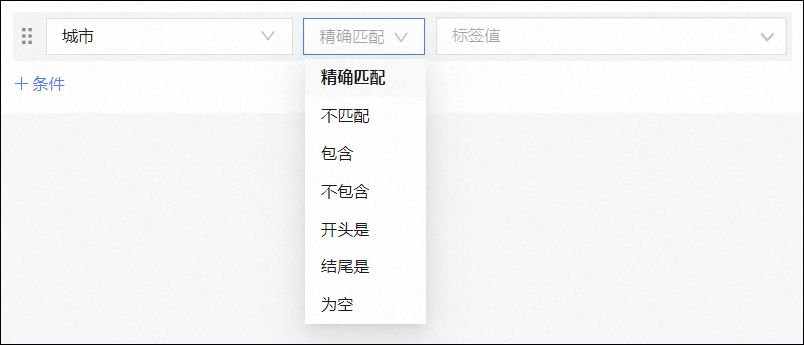 城市 精确匹配 标签值
+ 条件
精确匹配
不匹配
包含
不包含
开头是
结尾是
为空